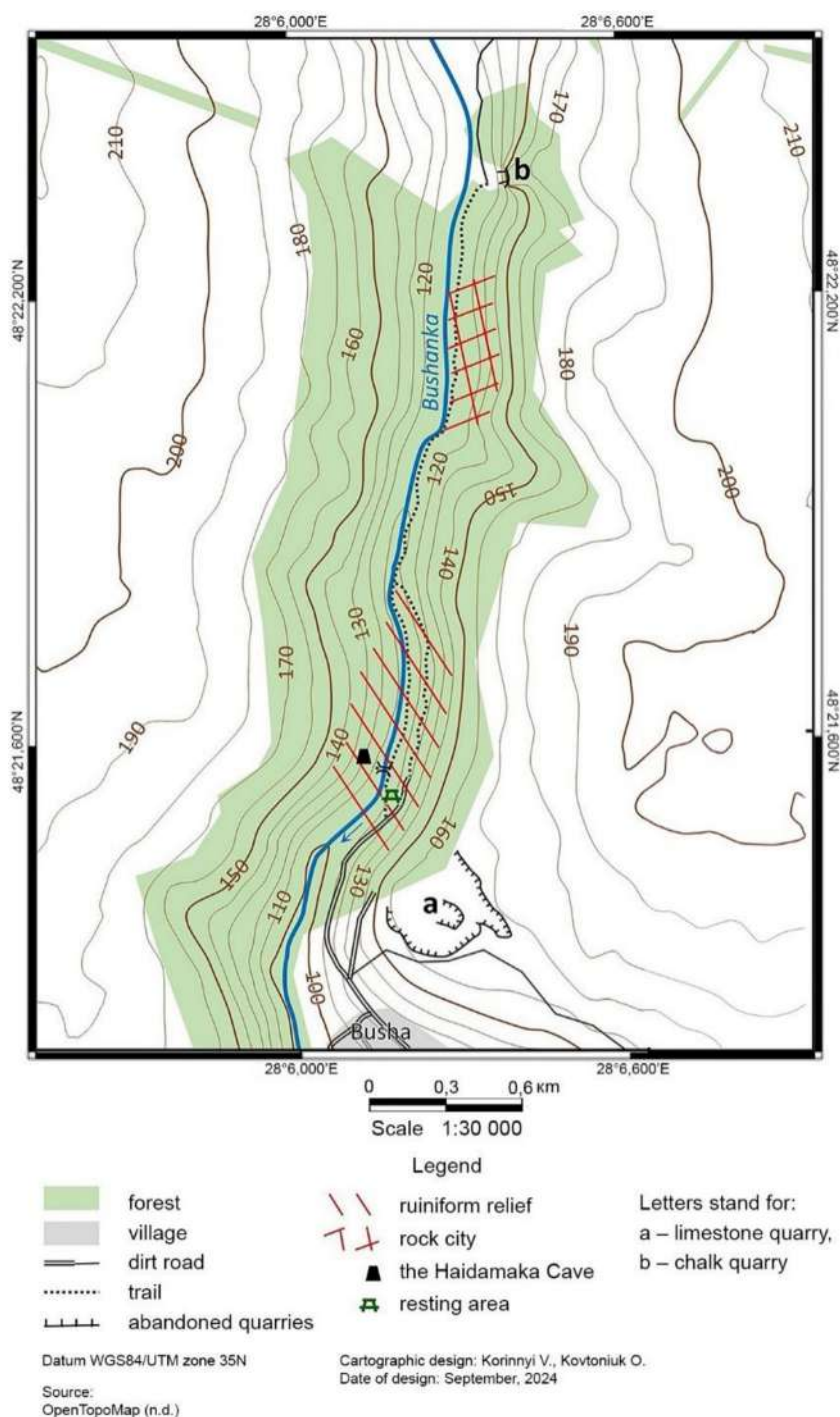 28°6,000'E
28°6,600'E
210
170
b
210
180
48°22,200'N
120
48°22,200'N
160
Bushanka
180
200
120
200
150
140
130
170
190
190
48°21,600'N
140
48°21,600'N
160
150
130
a
110
100
Busha
28°6,000'E
28°6,600'E
0 0,3 0,6 км
Scale 1:30 000
Legend
forest
village
dirt road
trail
abandoned quarries
ruiniform relief
rock city
the Haidamaka Cave
resting area
Letters stand for:
a – limestone quarry,
b – chalk quarry
Datum WGS84/UTM zone 35N
Source:
OpenTopoMap (n.d.)
Cartographic design: Korinnyi V., Kovtoniuk O.
Date of design: September, 2024